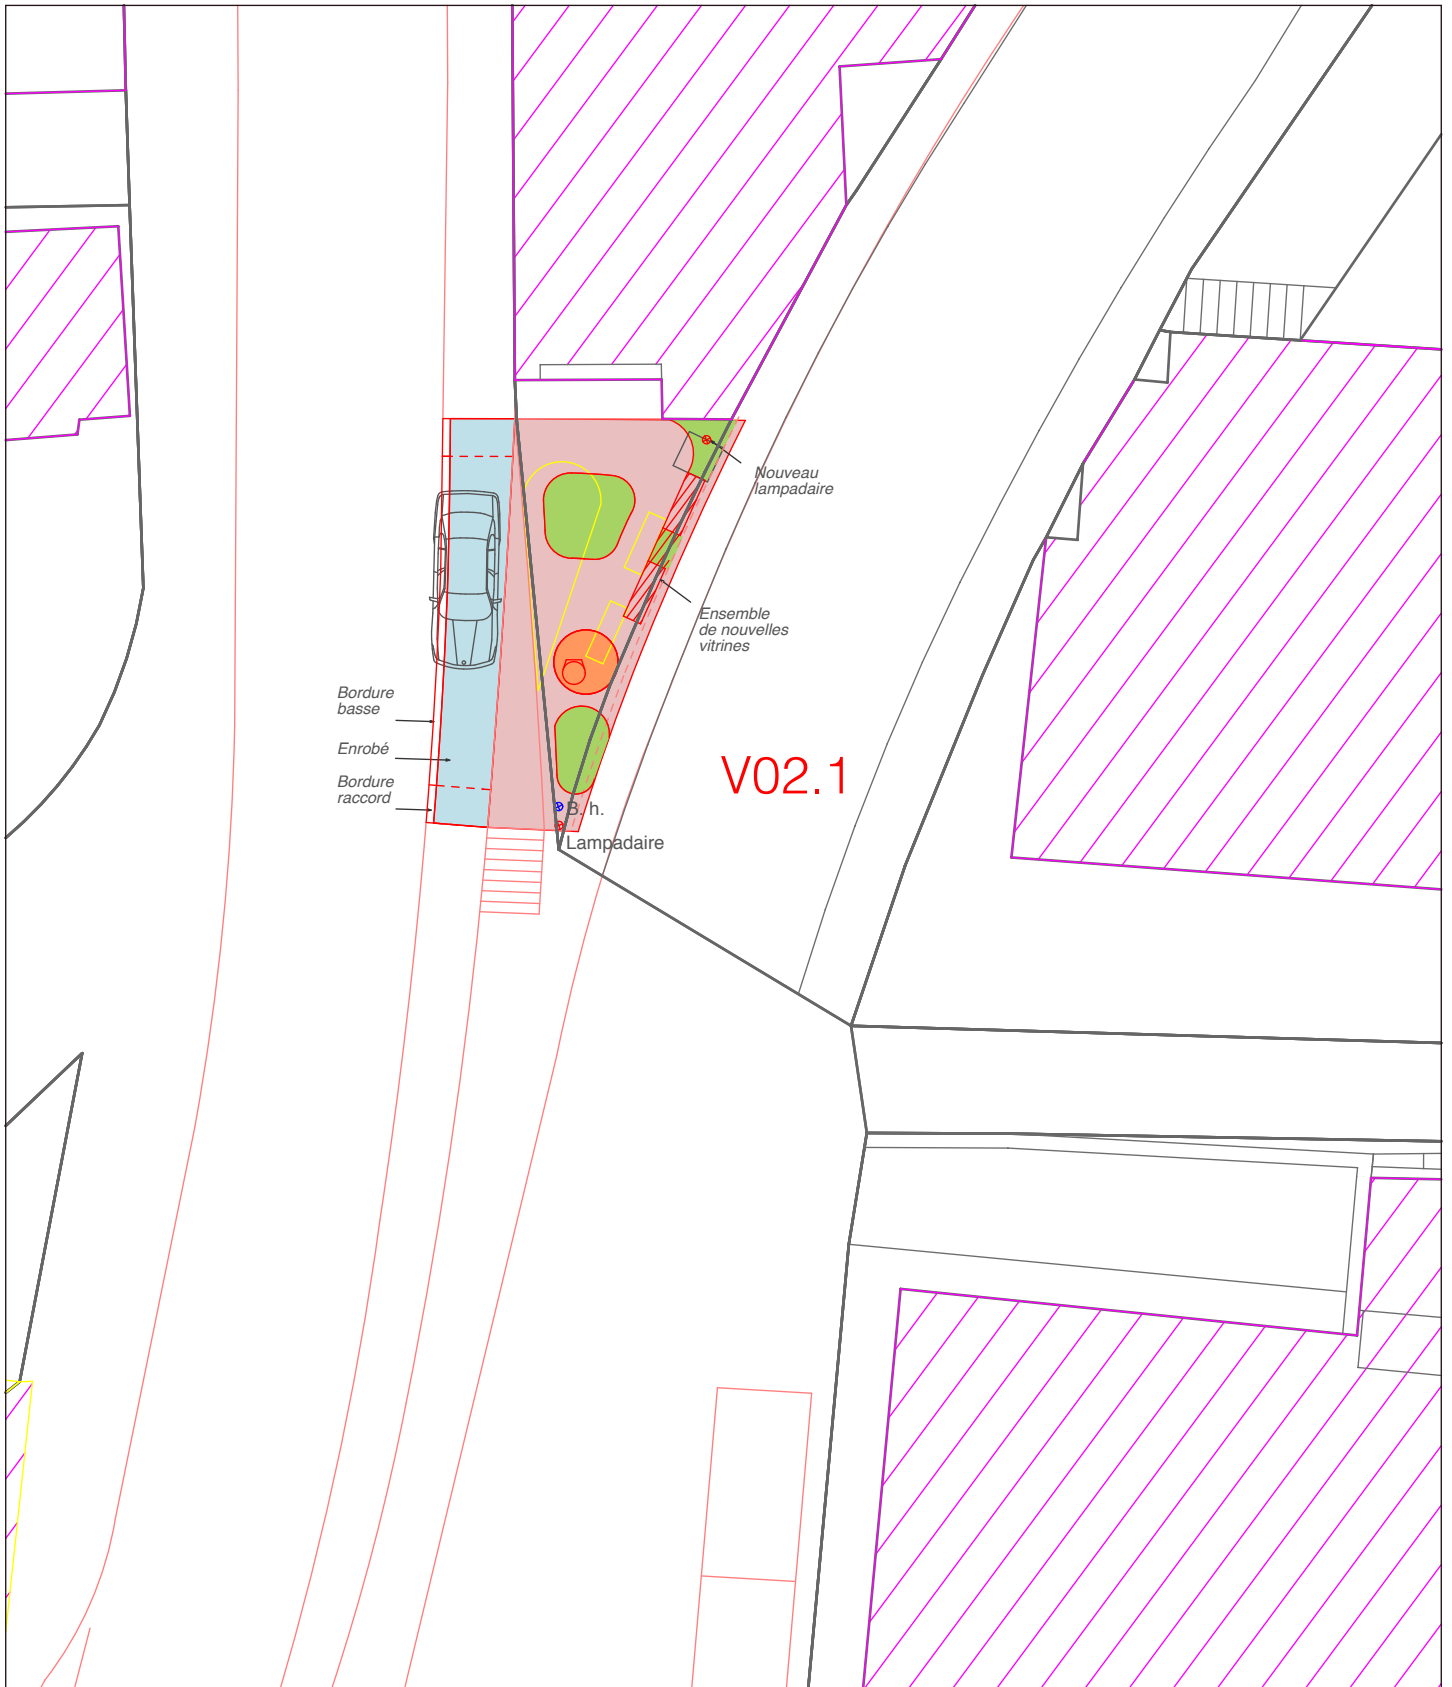 Nouveau
lampadaire
Ensemble
de nouvelles
vitrines
Bordure
basse
Enrobé
Bordure
raccord
V02.1
B. h.
Lampadaire